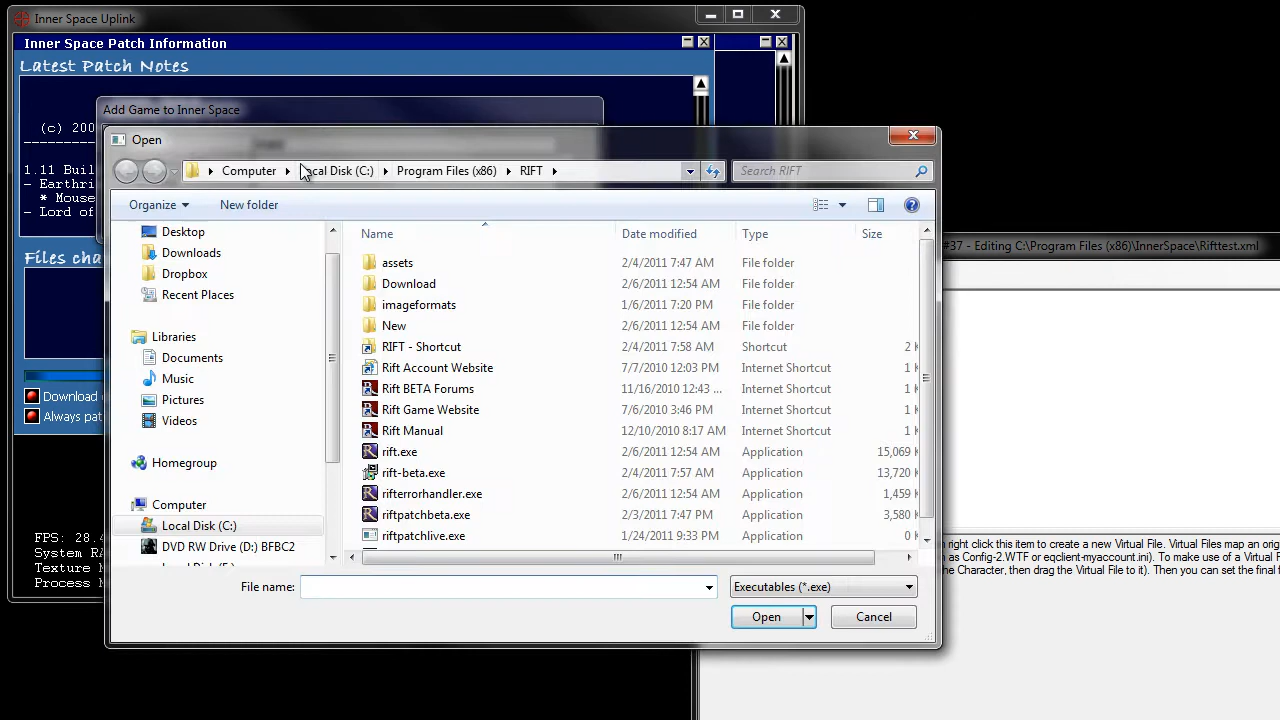 Inner Space Uplink
Inner Space Patch Information
Latest Patch Notes
(c) 200
1.11 Buil
- Earthri
* Mouse
- Lord of
Files cha
Download
Always pat
FPS: 28.4
System RA
Texture M
Process M
Add Game to Inner Space
Open
Computer
Local Disk (C:)
Program Files (x86)
RIFT
Search RIFT
Organize
New folder
Desktop
Downloads
Dropbox
Recent Places
Libraries
Documents
Music
Pictures
Videos
Homegroup
Computer
Local Disk (C:)
DVD RW Drive (D:) BFBC2
Name Date modified Type Size
assets 2/4/2011 7:47 AM File folder
Download 2/6/2011 12:54 AM File folder
imageformats 1/6/2011 7:20 PM File folder
New 2/6/2011 12:54 AM File folder
RIFT - Shortcut 2/4/2011 7:58 AM Shortcut 2 K
Rift Account Website 7/7/2010 12:03 PM Internet Shortcut 1 K
Rift BETA Forums 11/16/2010 12:43 ... Internet Shortcut 1 K
Rift Game Website 7/6/2010 3:46 PM Internet Shortcut 1 K
Rift Manual 12/10/2010 8:17 AM Internet Shortcut 1 K
rift.exe 2/6/2011 12:54 AM Application 15,069 K
rift-beta.exe 2/4/2011 7:57 AM Application 13,720 K
rifterrorhandler.exe 2/6/2011 12:54 AM Application 1,459 K
riftpatchbeta.exe 2/3/2011 7:47 PM Application 3,580 K
riftpatchlive.exe 1/24/2011 9:33 PM Application 0 K
File name:
Executables (*.exe)
Open
Cancel
#37 - Editing C:\Program Files (x86)\InnerSpace\Rifttest.xml
right click this item to create a new Virtual File. Virtual Files map an orig
as Config-2.WTF or eqclient-myaccount.ini). To make use of a Virtual F
the Character, then drag the Virtual File to it). Then you can set the final f